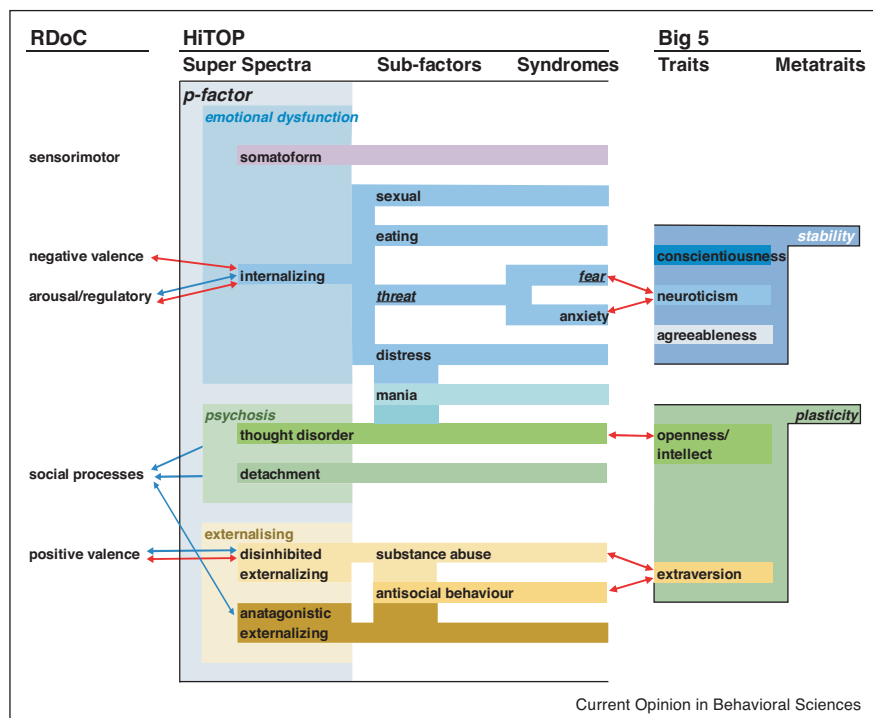 RDoC
HiTOP
Big 5
Super Spectra
Sub-factors
Syndromes
Traits
Metatraits
p-factor
emotional dysfunction
sensorimotor
somatoform
sexual
eating
stability
negative valence
conscientiousness
internalizing
fear
arousal/regulatory
threat
neuroticism
anxiety
agreeableness
distress
mania
psychosis
plasticity
thought disorder
openness/
intellect
social processes
detachment
externalising
positive valence
disinhibited
externalizing
substance abuse
extraversion
antisocial behaviour
anatagonistic
externalizing
Current Opinion in Behavioral Sciences